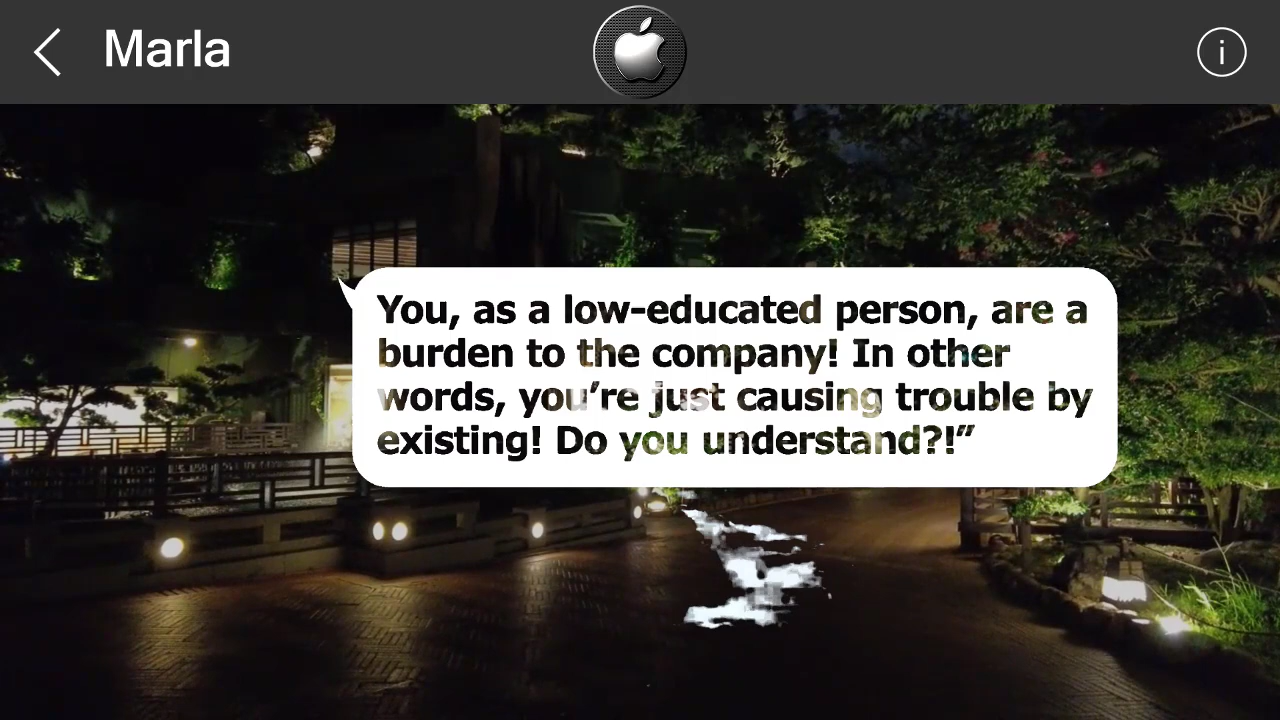 Marla
i
You, as a low-educated person, are a
burden to the company! In other
words, you’re just causing trouble by
existing! Do you understand?!”